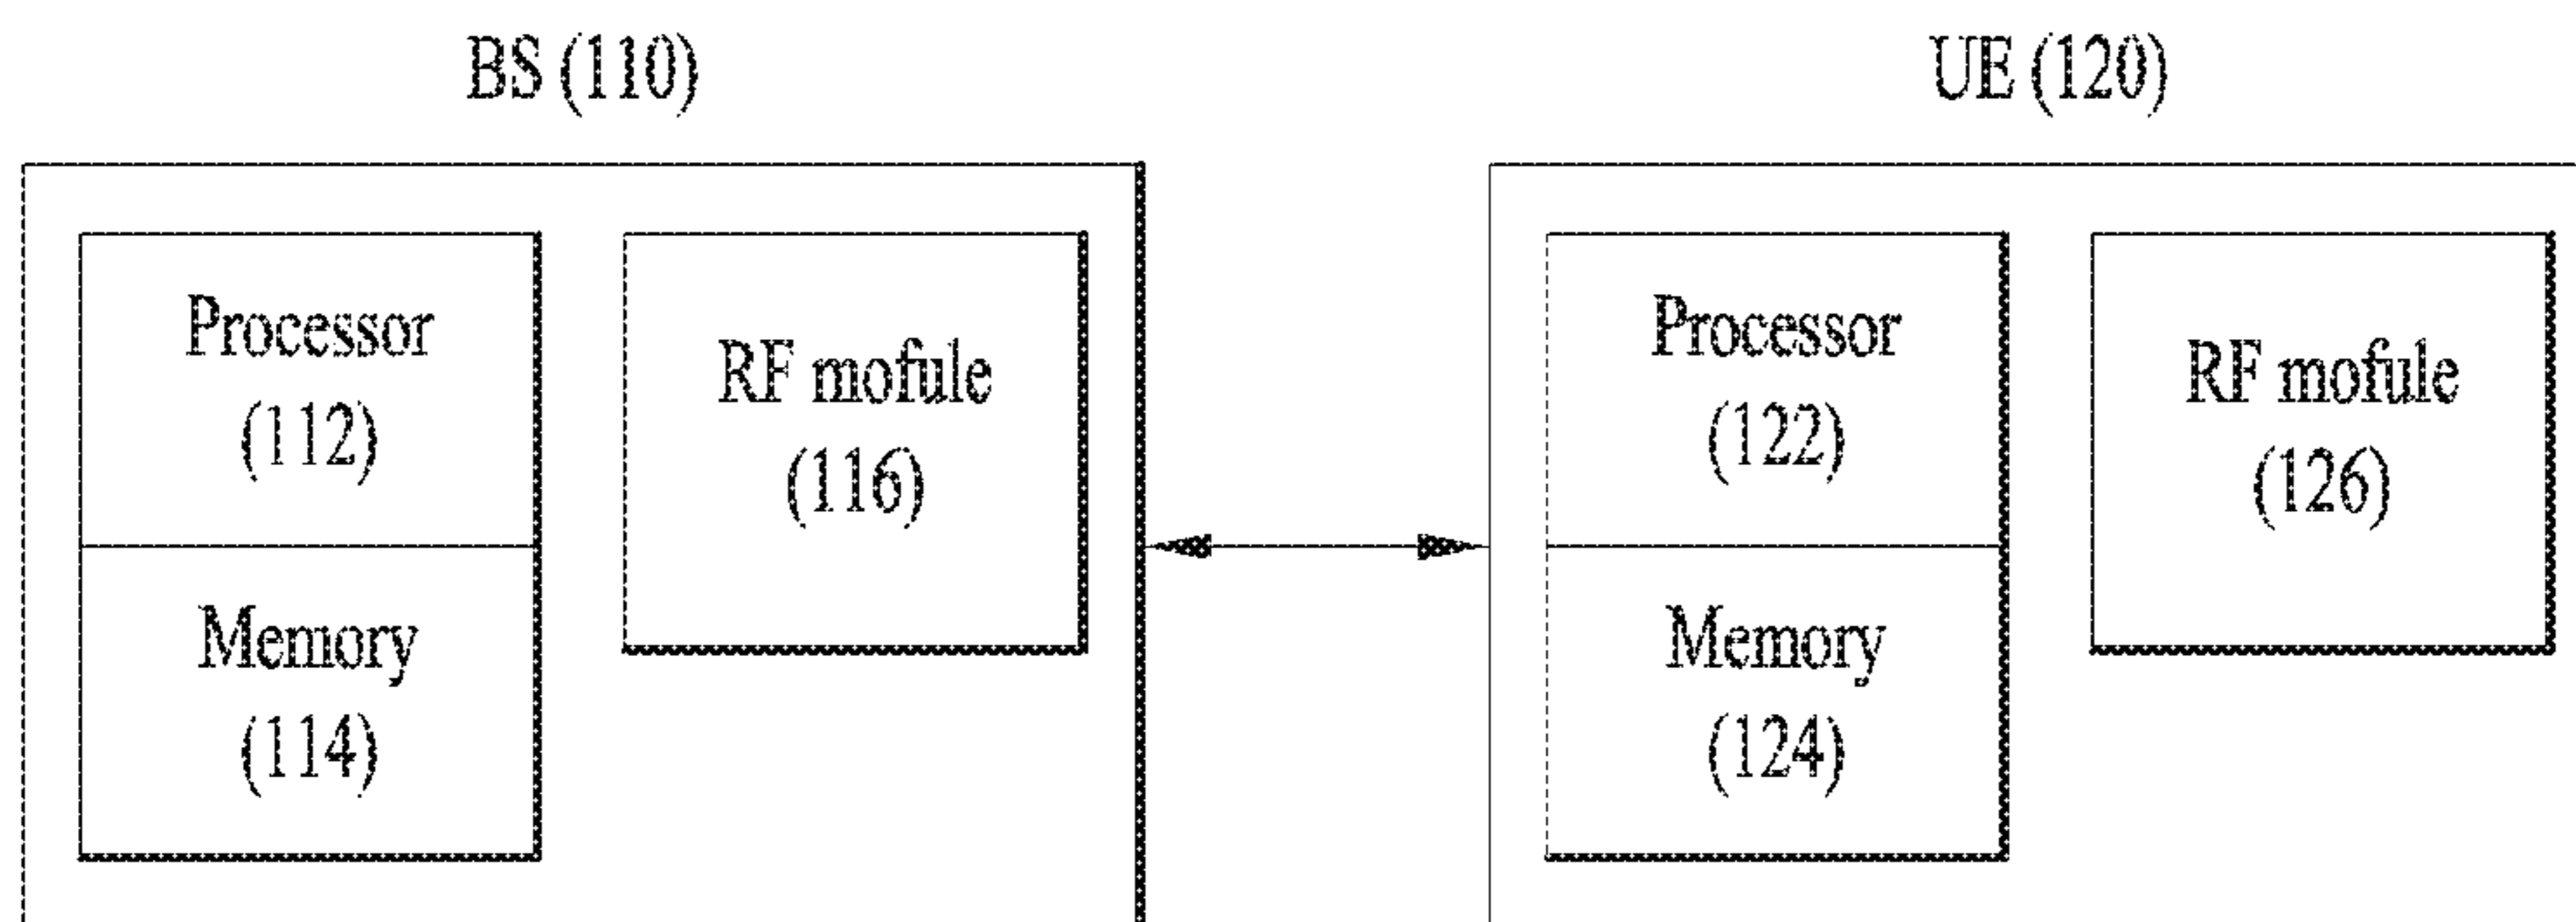 BS (110)
UE (120)
Processor
(112)
Memory
(114)
RF mofule
(116)
Processor
(122)
Memory
(124)
RF mofule
(126)